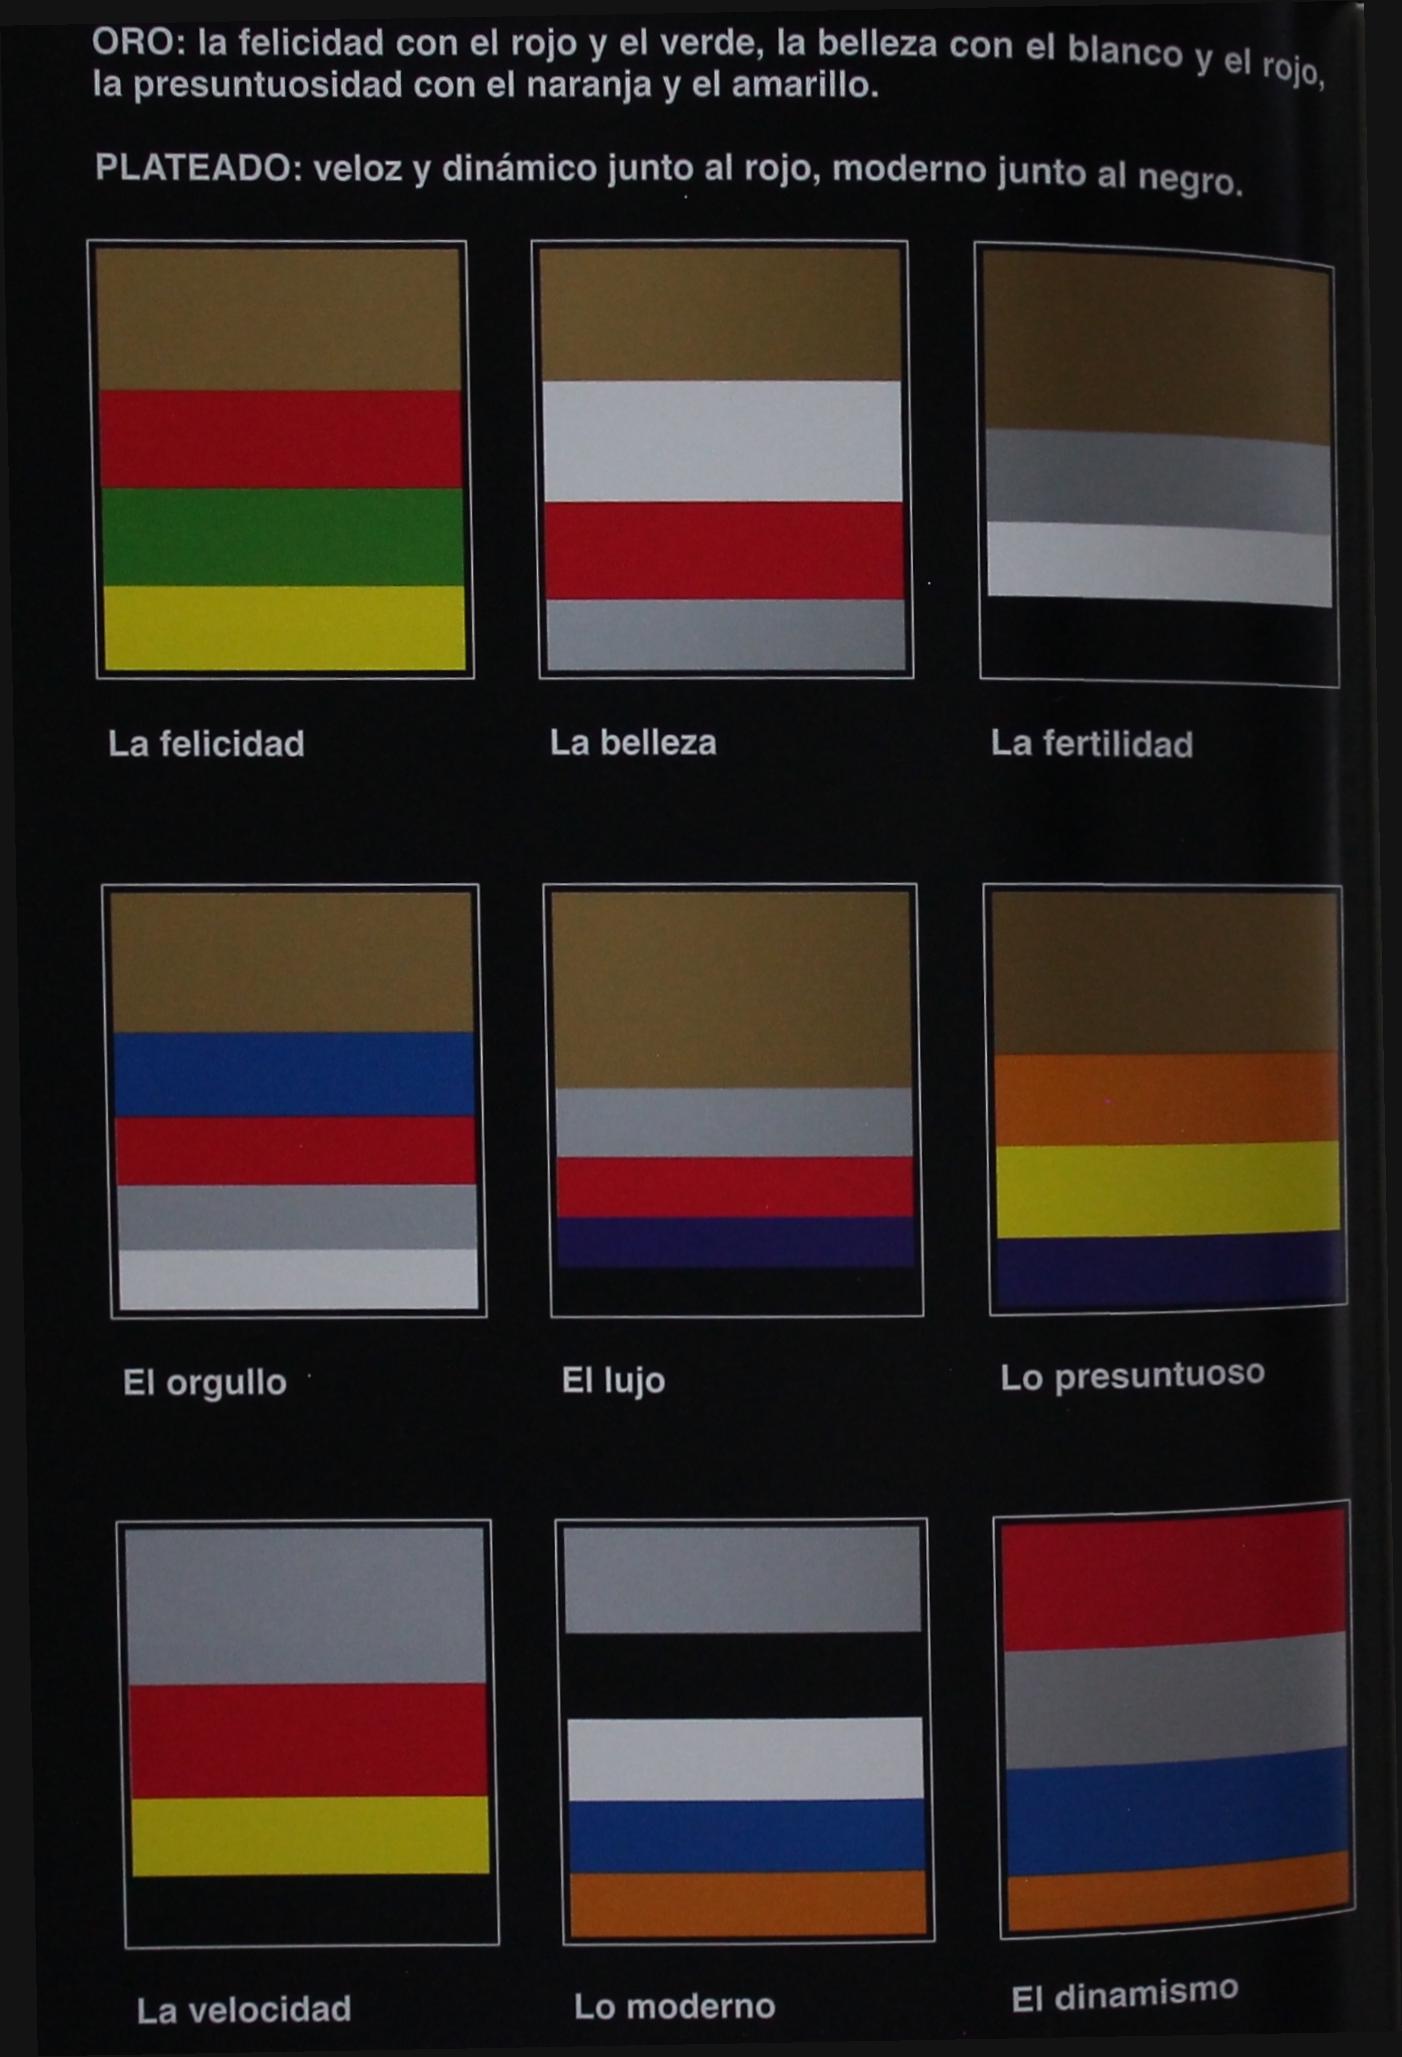 ORO: la felicidad con el rojo y el verde, la belleza con el blanco y el rojo,
la presuntuosidad con el naranja y el amarillo.
PLATEADO: veloz y dinámico junto al rojo, moderno junto al negro.
La felicidad
La belleza
La fertilidad
El orgullo
El lujo
Lo presuntuoso
La velocidad
Lo moderno
El dinamismo